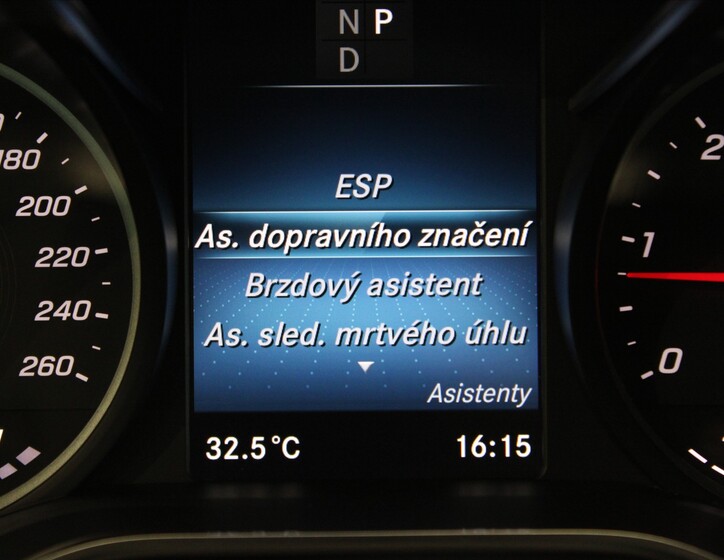 N P
D
180
200
220
240
260
ESP
As. dopravního značení
Brzdový asistent
As. sled. mrtvého úhlu
Asistenty
32.5°C 16:15
2
1
0